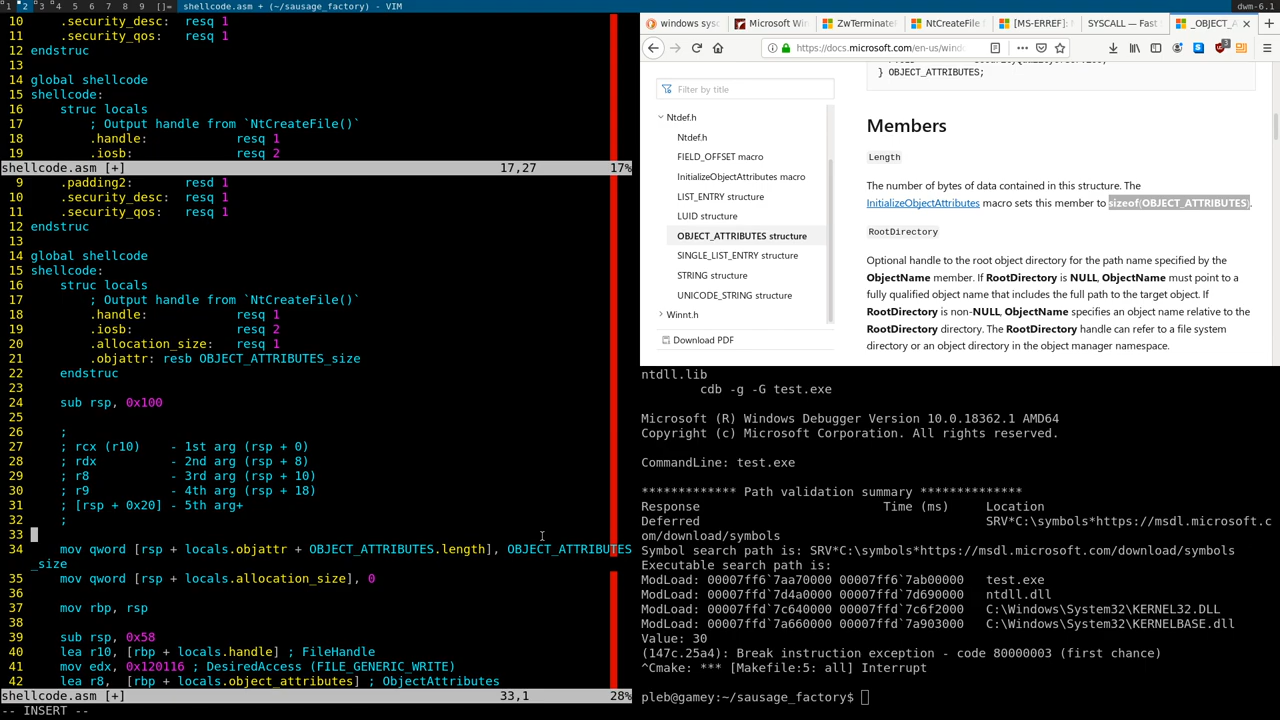 1 2 3 4 5 6 7 8 9 []= shellcode.asm + (~/sausage_factory) - VIM dwm-6.1
10     .security_desc: resq 1
11     .security_qos:  resq 1
12 endstruc
13
14 global shellcode
15 shellcode:
16     struc locals
17         ; Output handle from `NtCreateFile()`
18         .handle:            resq 1
19         .iosb:              resq 2
shellcode.asm [+]                    17,27          17%
9     .padding2:      resd 1
10     .security_desc: resq 1
11     .security_qos:  resq 1
12 endstruc
13
14 global shellcode
15 shellcode:
16     struc locals
17         ; Output handle from `NtCreateFile()`
18         .handle:            resq 1
19         .iosb:              resq 2
20         .allocation_size:   resq 1
21         .objattr: resb OBJECT_ATTRIBUTES_size
22     endstruc
23
24     sub rsp, 0x100
25
26     ;
27     ; rcx (r10)    - 1st arg (rsp + 0)
28     ; rdx          - 2nd arg (rsp + 8)
29     ; r8           - 3rd arg (rsp + 10)
30     ; r9           - 4th arg (rsp + 18)
31     ; [rsp + 0x20] - 5th arg+
32     ;
33
34     mov qword [rsp + locals.objattr + OBJECT_ATTRIBUTES.length], OBJECT_ATTRIBUTES
_size
35     mov qword [rsp + locals.allocation_size], 0
36
37     mov rbp, rsp
38
39     sub rsp, 0x58
40     lea r10, [rbp + locals.handle] ; FileHandle
41     mov edx, 0x120116 ; DesiredAccess (FILE_GENERIC_WRITE)
42     lea r8,  [rbp + locals.object_attributes] ; ObjectAttributes
shellcode.asm [+]                    33,1           28%
-- INSERT --
windows sysc Microsoft Win ZwTerminate NtCreateFile [MS-ERREF]: SYSCALL — Fast _OBJECT_A
https://docs.microsoft.com/en-us/wind
Filter by title
Ntdef.h
Ntdef.h
FIELD_OFFSET macro
InitializeObjectAttributes macro
LIST_ENTRY structure
LUID structure
OBJECT_ATTRIBUTES structure
SINGLE_LIST_ENTRY structure
STRING structure
UNICODE_STRING structure
Winnt.h
Download PDF
} OBJECT_ATTRIBUTES;
Members
Length
The number of bytes of data contained in this structure. The
InitializeObjectAttributes macro sets this member to sizeof(OBJECT_ATTRIBUTES).
RootDirectory
Optional handle to the root object directory for the path name specified by the
ObjectName member. If RootDirectory is NULL, ObjectName must point to a
fully qualified object name that includes the full path to the target object. If
RootDirectory is non-NULL, ObjectName specifies an object name relative to the
RootDirectory directory. The RootDirectory handle can refer to a file system
directory or an object directory in the object manager namespace.
ntdll.lib
cdb -g -G test.exe
Microsoft (R) Windows Debugger Version 10.0.18362.1 AMD64
Copyright (c) Microsoft Corporation. All rights reserved.
CommandLine: test.exe
************* Path validation summary **************
Response                         Time (ms)     Location
Deferred                                       SRV*C:\symbols*https://msdl.microsoft.c
om/download/symbols
Symbol search path is: SRV*C:\symbols*https://msdl.microsoft.com/download/symbols
Executable search path is:
ModLoad: 00007ff6`7aa70000 00007ff6`7ab00000   test.exe
ModLoad: 00007ffd`7d4a0000 00007ffd`7d690000   ntdll.dll
ModLoad: 00007ffd`7c640000 00007ffd`7c6f2000   C:\Windows\System32\KERNEL32.DLL
ModLoad: 00007ffd`7a660000 00007ffd`7a903000   C:\Windows\System32\KERNELBASE.dll
Value: 30
(147c.25a4): Break instruction exception - code 80000003 (first chance)
^Cmake: *** [Makefile:5: all] Interrupt
pleb@gamey:~/sausage_factory$